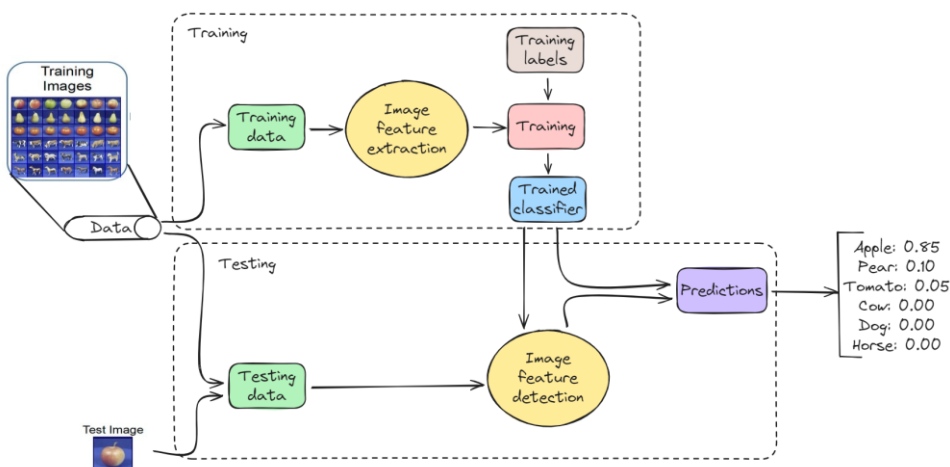 Training
Training
Images
Training
data
Image
feature
extraction
Training
labels
Training
Trained
classifier
Data
Testing
Testing
data
Image
feature
detection
Predictions
Apple: 0.85
Pear: 0.10
Tomato: 0.05
Cow: 0.00
Dog: 0.00
Horse: 0.00
Test Image